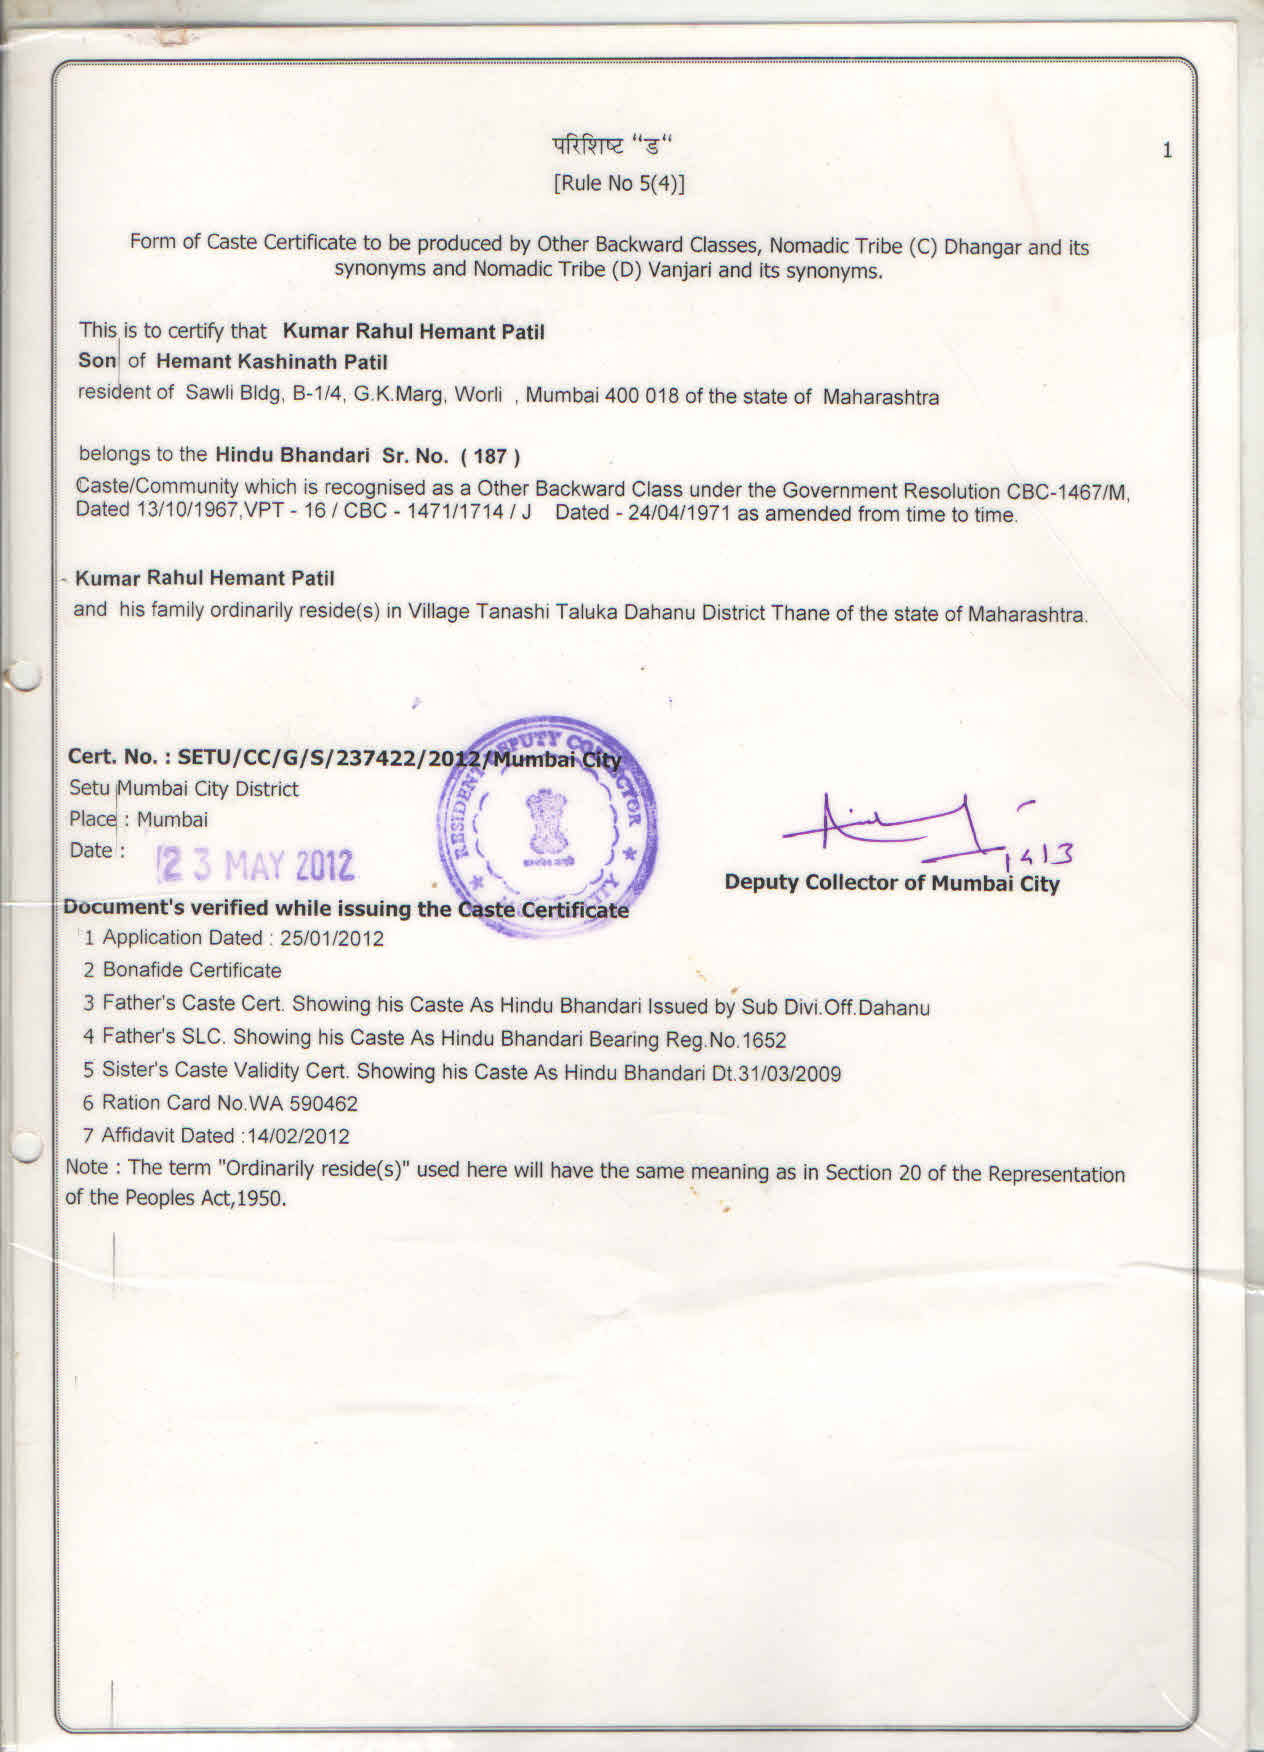 परिशिष्ट “ड“
1
[Rule No 5(4)]
Form of Caste Certificate to be produced by Other Backward Classes, Nomadic Tribe (C) Dhangar and its
synonyms and Nomadic Tribe (D) Vanjari and its synonyms.
This is to certify that Kumar Rahul Hemant Patil
Son of Hemant Kashinath Patil
resident of Sawli Bldg, B-1/4, G.K.Marg, Worli , Mumbai 400 018 of the state of Maharashtra
belongs to the Hindu Bhandari Sr. No. ( 187 )
Caste/Community which is recognised as a Other Backward Class under the Government Resolution CBC-1467/M,
Dated 13/10/1967,VPT - 16 / CBC - 1471/1714 / J Dated - 24/04/1971 as amended from time to time.
Kumar Rahul Hemant Patil
and his family ordinarily reside(s) in Village Tanashi Taluka Dahanu District Thane of the state of Maharashtra.
Cert. No. : SETU/CC/G/S/237422/2012/Mumbai City
RESIDENT DEPUTY COLLECTOR
Setu Mumbai City District
Place : Mumbai
Date : 23 MAY 2012
Deputy Collector of Mumbai City
Document's verified while issuing the Caste Certificate
1 Application Dated : 25/01/2012
2 Bonafide Certificate
3 Father's Caste Cert. Showing his Caste As Hindu Bhandari Issued by Sub Divi.Off.Dahanu
4 Father's SLC. Showing his Caste As Hindu Bhandari Bearing Reg.No.1652
5 Sister's Caste Validity Cert. Showing his Caste As Hindu Bhandari Dt.31/03/2009
6 Ration Card No.WA 590462
7 Affidavit Dated :14/02/2012
Note : The term "Ordinarily reside(s)" used here will have the same meaning as in Section 20 of the Representation
of the Peoples Act,1950.